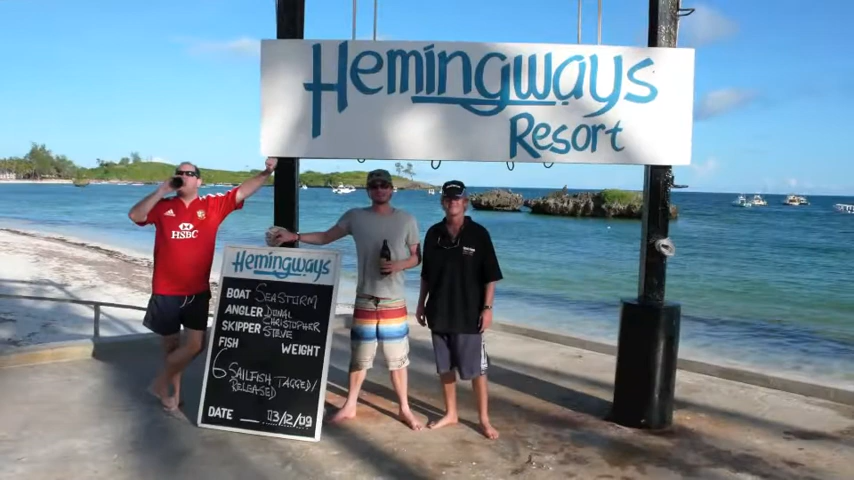 Hemingways
Resort
HSBC
Hemingways
BOAT SEASTORM
ANGLER DUNAL
CHRISTOPHER
SKIPPER STEVE
FISH WEIGHT
6 SAILFISH TAGGED/
RELEASED
DATE 03/12/09